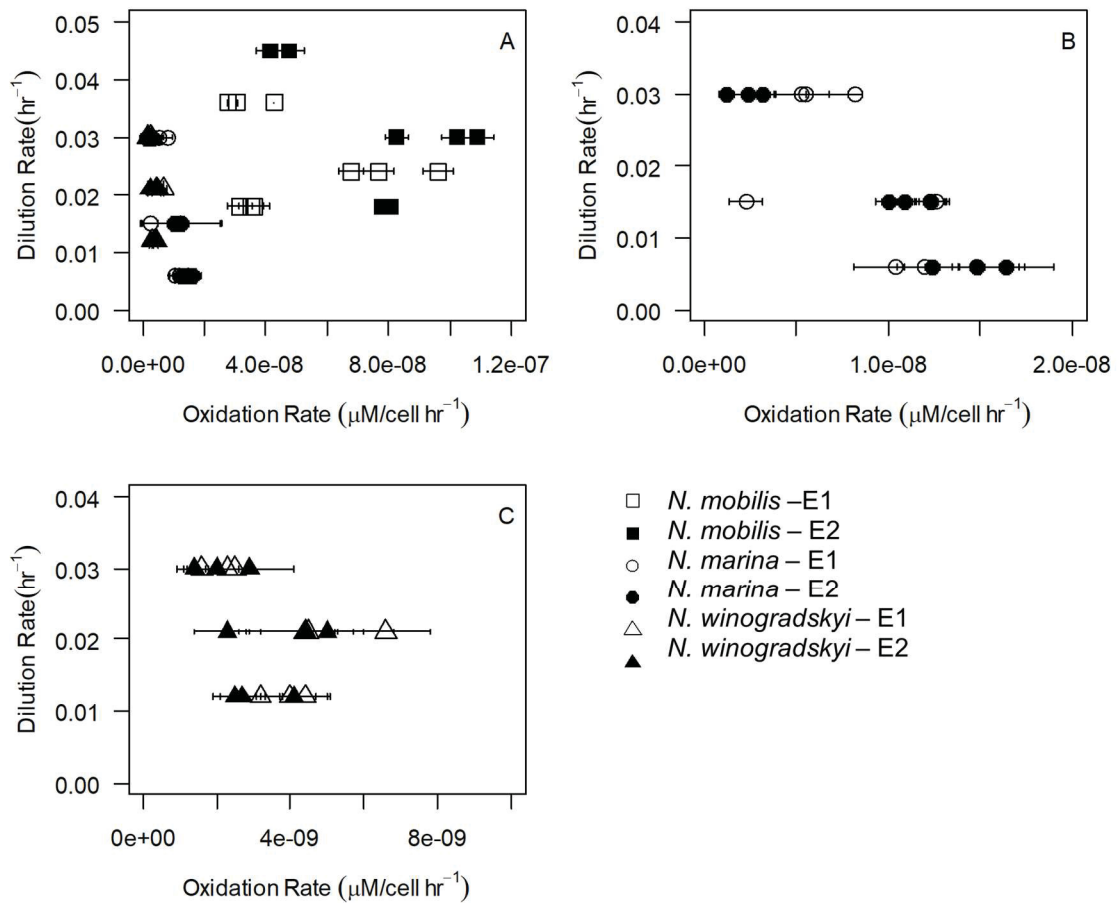 A
Dilution Rate(hr⁻¹)
0.05
0.04
0.03
0.02
0.01
0.00
0.0e+00 4.0e-08 8.0e-08 1.2e-07
Oxidation Rate (μM/cell hr⁻¹)
B
Dilution Rate(hr⁻¹)
0.04
0.03
0.02
0.01
0.00
0.0e+00 1.0e-08 2.0e-08
Oxidation Rate (μM/cell hr⁻¹)
C
Dilution Rate(hr⁻¹)
0.04
0.03
0.02
0.01
0.00
0e+00 4e-09 8e-09
Oxidation Rate (μM/cell hr⁻¹)
N. mobilis –E1
N. mobilis – E2
N. marina – E1
N. marina – E2
N. winogradskyi – E1
N. winogradskyi – E2